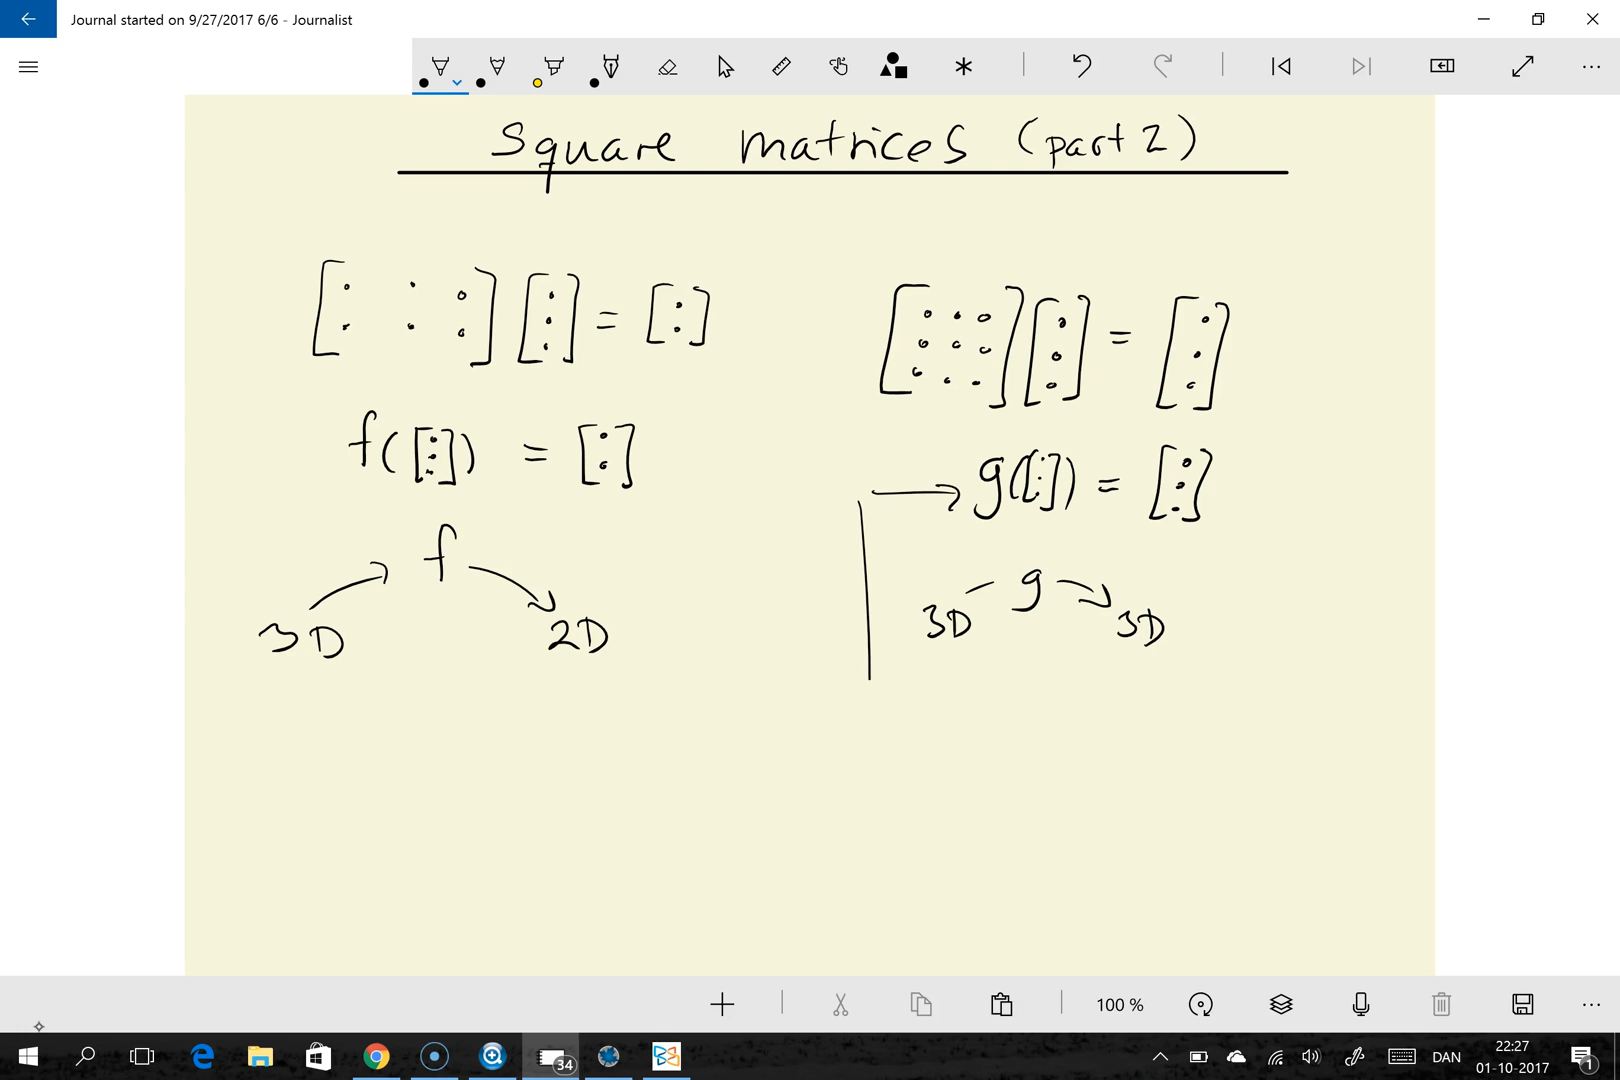 Journal started on 9/27/2017 6/6 - Journalist
Square matrices (part 2)
[⋮ ⋮ ⋮][⋮] = [:]
f([⋮]) = [:]
f
3D 2D
[⋮ ⋮ ⋮][⋮] = [⋮]
g([⋮]) = [⋮]
g
3D 3D
100 %
34
DAN
22:27
01-10-2017
1